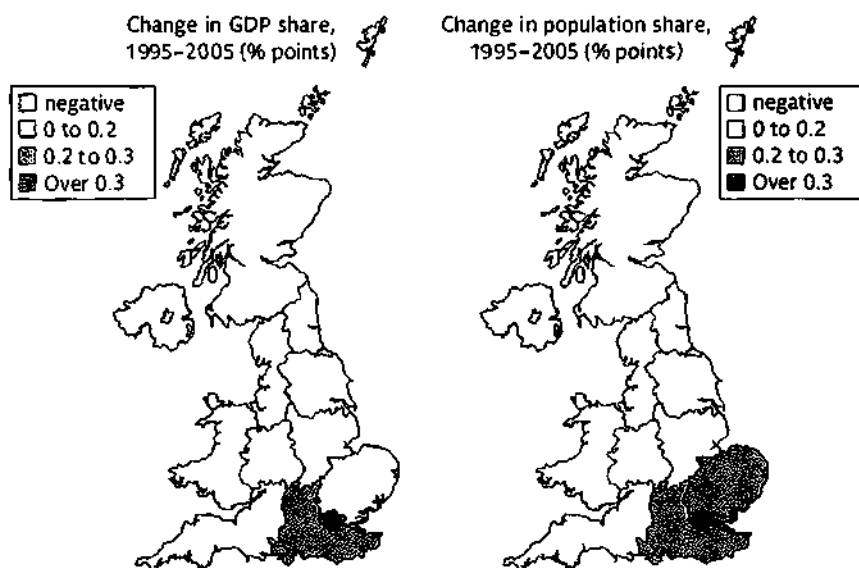 Change in GDP share,
1995–2005 (% points)
negative
0 to 0.2
0.2 to 0.3
Over 0.3
Change in population share,
1995–2005 (% points)
negative
0 to 0.2
0.2 to 0.3
Over 0.3